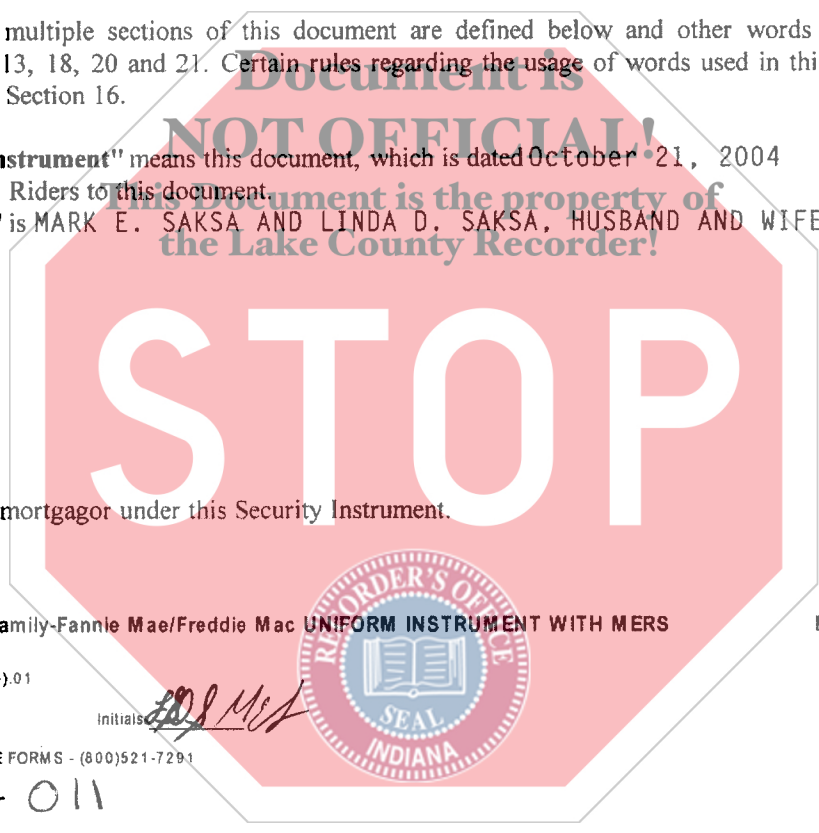 multiple sections of this document are defined below and other words
13, 18, 20 and 21. Certain rules regarding the usage of words used in thi
Document is
Section 16.
NOT OFFICIAL!
nstrument" means this document, which is dated October 21, 2004
Riders to this document.
This Document is the property of
is MARK E. SAKSA AND LINDA D. SAKSA, HUSBAND AND WIFE
the Lake County Recorder!
STOP
mortgagor under this Security Instrument.
RECORDER'S OFFICE
amily-Fannie Mae/Freddie Mac UNIFORM INSTRUMENT WITH MERS
).01
Initials LDS MES
SEAL
INDIANA
FORMS - (800)521-7291
- 011